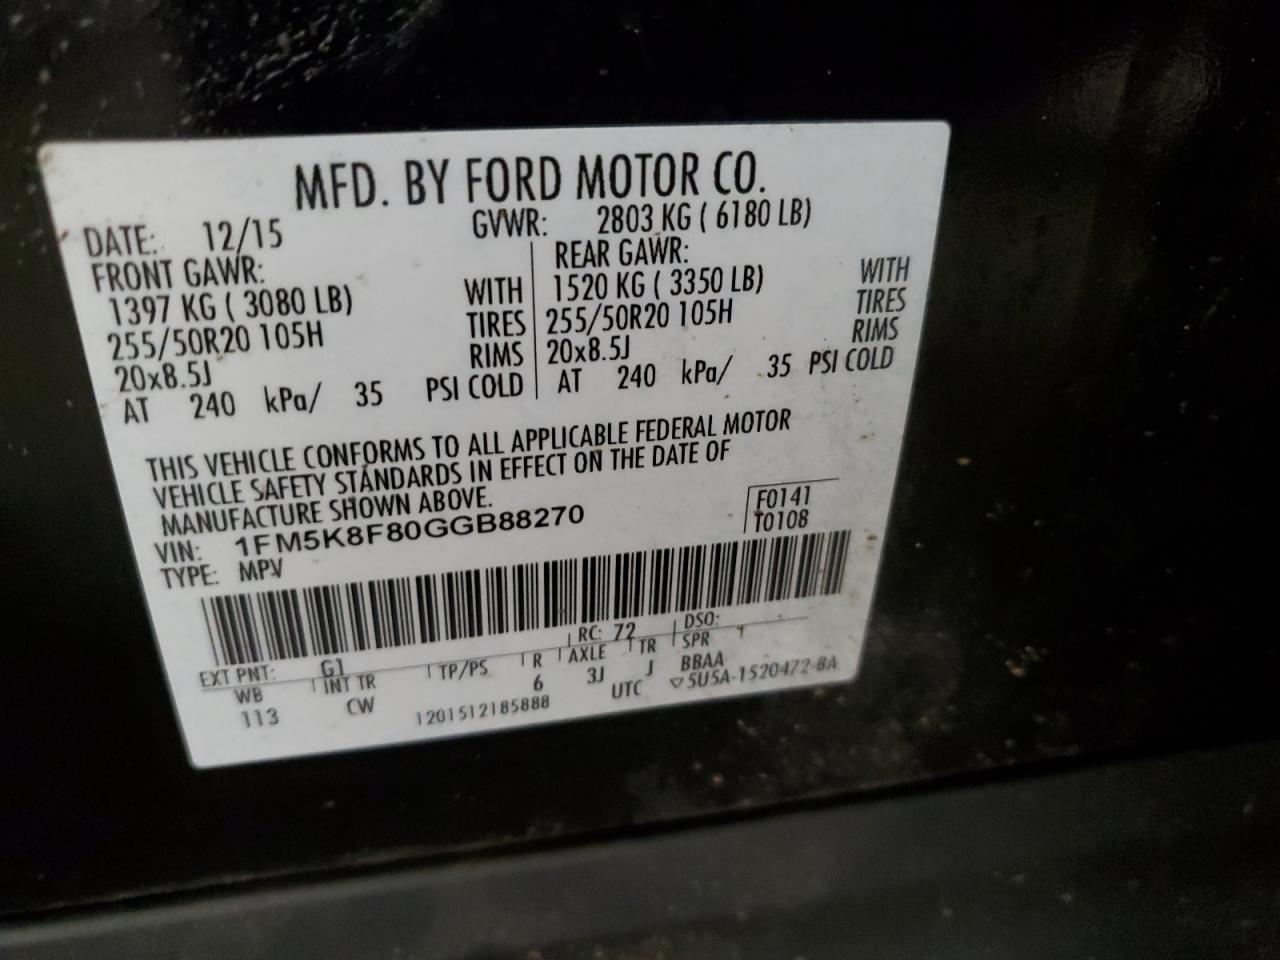 MFD. BY FORD MOTOR CO.
DATE: 12/15 GVWR: 2803 KG ( 6180 LB)
FRONT GAWR: REAR GAWR:
1397 KG ( 3080 LB) WITH 1520 KG ( 3350 LB) WITH
255/50R20 105H TIRES 255/50R20 105H TIRES
20x8.5J RIMS 20x8.5J RIMS
AT 240 kPa/ 35 PSI COLD AT 240 kPa/ 35 PSI COLD
THIS VEHICLE CONFORMS TO ALL APPLICABLE FEDERAL MOTOR
VEHICLE SAFETY STANDARDS IN EFFECT ON THE DATE OF
MANUFACTURE SHOWN ABOVE.
VIN: 1FM5K8F80GGB88270
TYPE: MPV
F0141
T0108
EXT PNT: G1 RC: 72 DSO:
WB INT TR TP/PS R AXLE TR SPR
113 CW 6 3J J BBAA
1201512185888 UTC ▽5U5A-1520472-BA